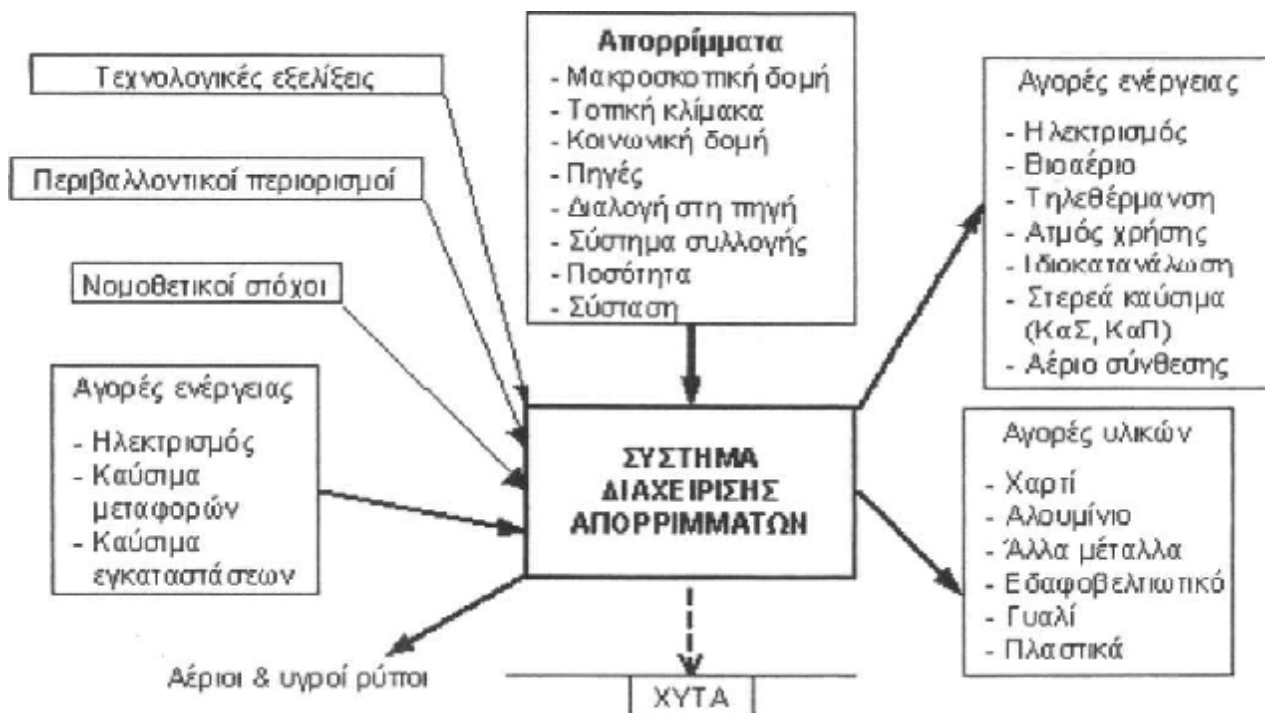 Τεχνολογικές εξελίξεις
Περιβαλλοντικοί περιορισμοί
Νομοθετικοί στόχοι
Αγορές ενέργειας
- Ηλεκτρισμός
- Καύσιμα
μεταφορών
- Καύσιμα
εγκαταστάσεων
Απορρίμματα
- Μακροσκοπική δομή
- Τοπική κλίμακα
- Κοινωνική δομή
- Πηγές
- Διαλογή στη πηγή
- Σύστημα συλλογής
- Ποσότητα
- Σύσταση
ΣΥΣΤΗΜΑ
ΔΙΑΧΕΙΡΙΣΗΣ
ΑΠΟΡΡΙΜΜΑΤΩΝ
Αγορές ενέργειας
- Ηλεκτρισμός
- Βιοαέριο
- Τηλεθέρμανση
- Ατμός χρήσης
- Ιδιοκατανάλωση
- Στερεά καύσιμα
(ΚαΣ, ΚαΠ)
- Αέριο σύνθεσης
Αγορές υλικών
- Χαρτί
- Αλουμίνιο
- Άλλα μέταλλα
- Εδαφοβελτιωτικό
- Γυαλί
- Πλαστικά
Αέριοι & υγροί ρύποι
ΧΥΤΑ